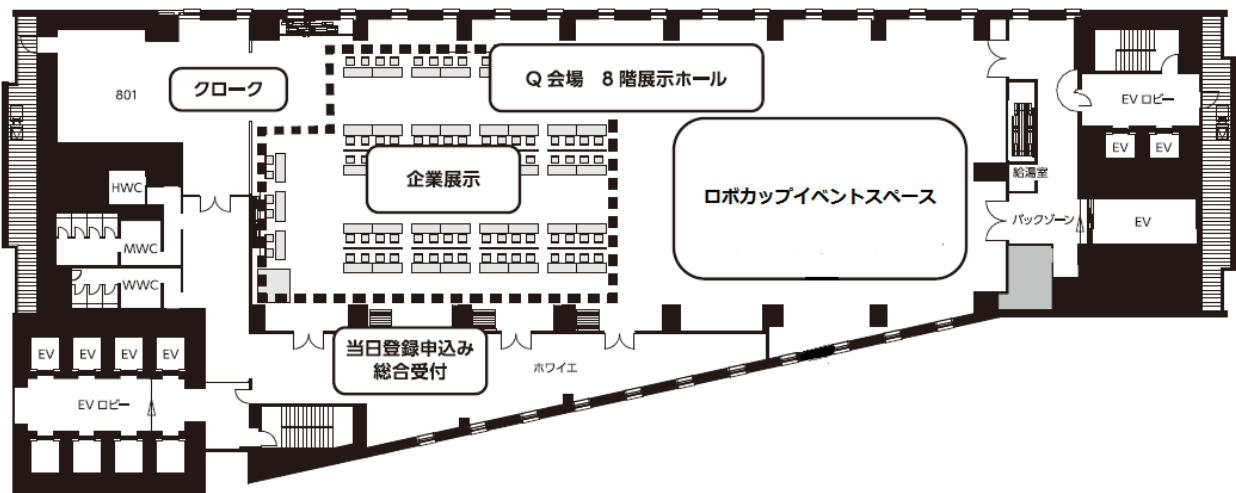 Q 会場 8 階展示ホール
クローク
801
EV ロビー
EV
EV
企業展示
ロボカップイベントスペース
給湯室
HWC
バックゾーン
EV
MWC
WWC
当日登録申込み
総合受付
ホワイエ
EV
EV
EV
EV
EV ロビー